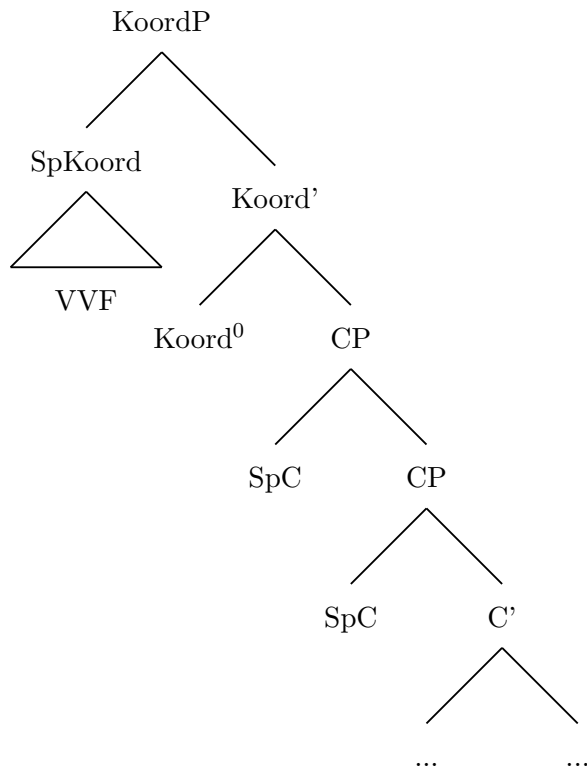 KoordP
SpKoord
Koord’
VVF
Koord⁰
CP
SpC
CP
SpC
C’
...
...